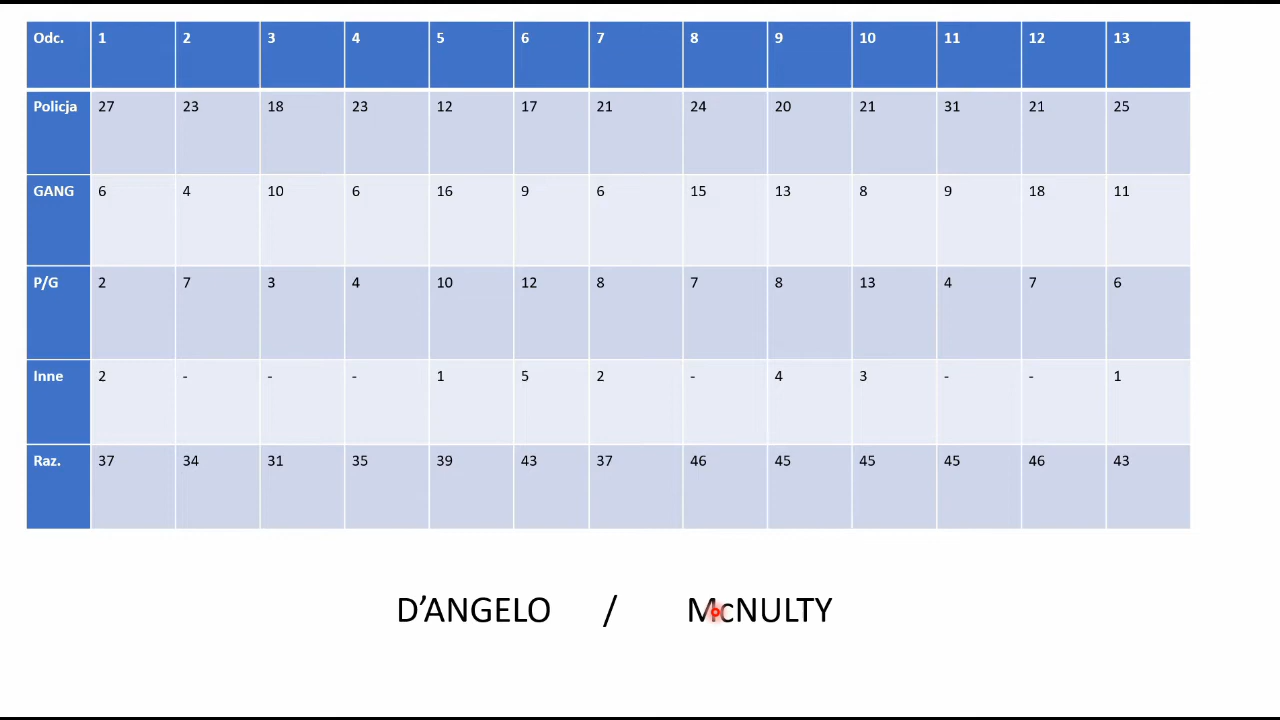 Odc. 1 2 3 4 5 6 7 8 9 10 11 12 13
Policja 27 23 18 23 12 17 21 24 20 21 31 21 25
GANG 6 4 10 6 16 9 6 15 13 8 9 18 11
P/G 2 7 3 4 10 12 8 7 8 13 4 7 6
Inne 2 - - - 1 5 2 - 4 3 - - 1
Raz. 37 34 31 35 39 43 37 46 45 45 45 46 43
D’ANGELO / McNULTY